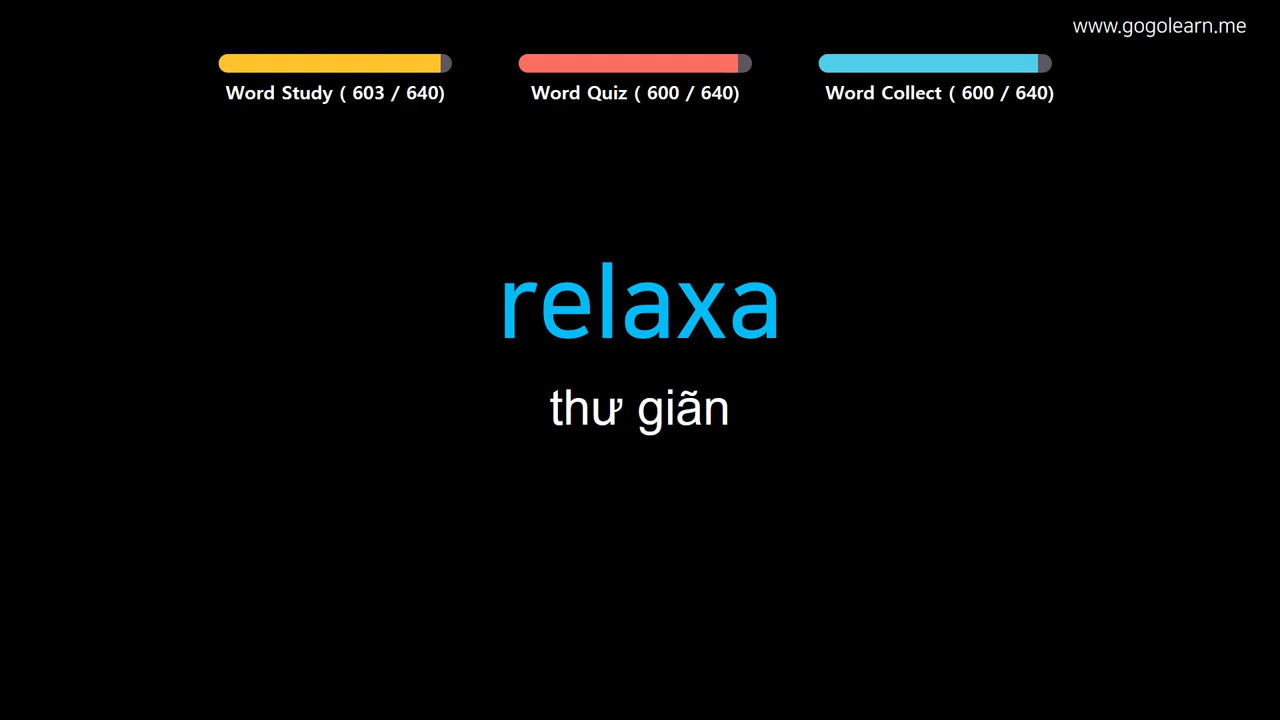 www.gogolearn.me
Word Study ( 603 / 640)
Word Quiz ( 600 / 640)
Word Collect ( 600 / 640)
relaxa
thư giãn